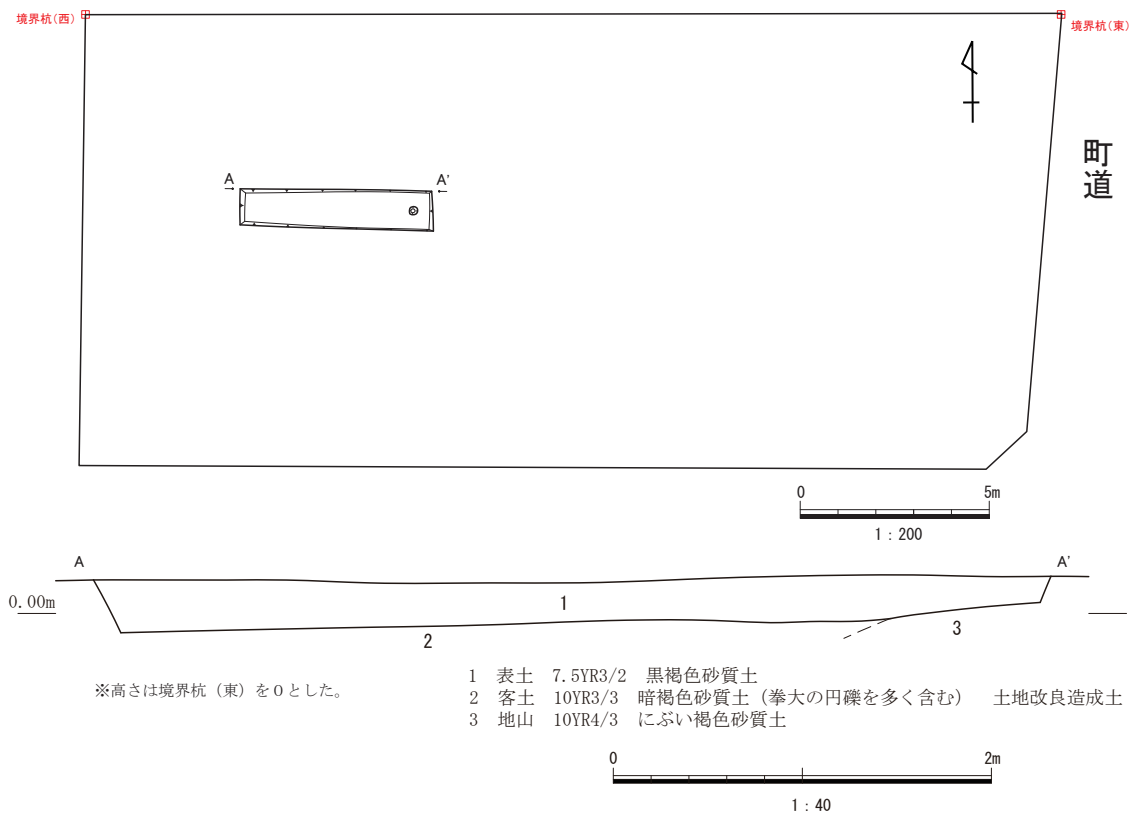 境界杭(西)
境界杭(東)
町道
A
A'
0
5m
1：200
A
A'
0.00m
1
2
3
※高さは境界杭（東）を０とした。
1 表土 7.5YR3/2 黒褐色砂質土
2 客土 10YR3/3 暗褐色砂質土（拳大の円礫を多く含む） 土地改良造成土
3 地山 10YR4/3 にぶい褐色砂質土
0
2m
1：40